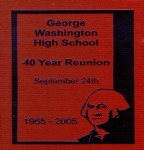 George
Washington
High School
40 Year Reunion
September 24th
1965 - 2005